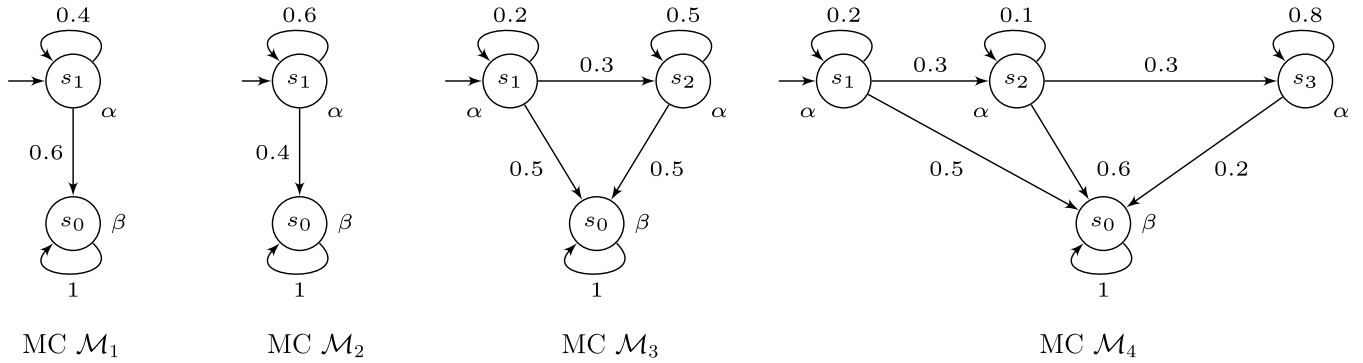 0.4 0.6 0.2 0.5 0.2 0.1 0.8
s₁ s₁ s₁ 0.3 s₂ s₁ 0.3 s₂ 0.3 s₃
α α α α α α α
0.6 0.4 0.5 0.5 0.5 0.6 0.2
s₀ β s₀ β s₀ β s₀ β
1 1 1 1
MC ℳ₁ MC ℳ₂ MC ℳ₃ MC ℳ₄